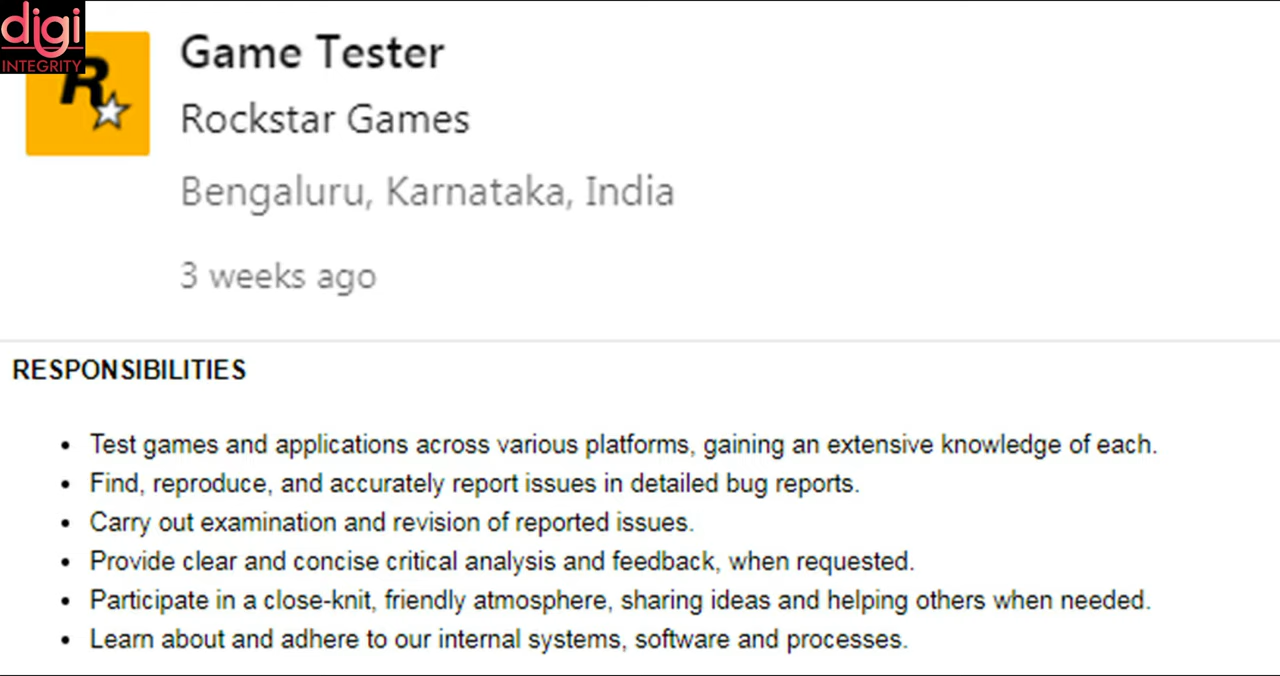 digi
INTEGRITY
R
Game Tester
Rockstar Games
Bengaluru, Karnataka, India
3 weeks ago
RESPONSIBILITIES
• Test games and applications across various platforms, gaining an extensive knowledge of each.
• Find, reproduce, and accurately report issues in detailed bug reports.
• Carry out examination and revision of reported issues.
• Provide clear and concise critical analysis and feedback, when requested.
• Participate in a close-knit, friendly atmosphere, sharing ideas and helping others when needed.
• Learn about and adhere to our internal systems, software and processes.